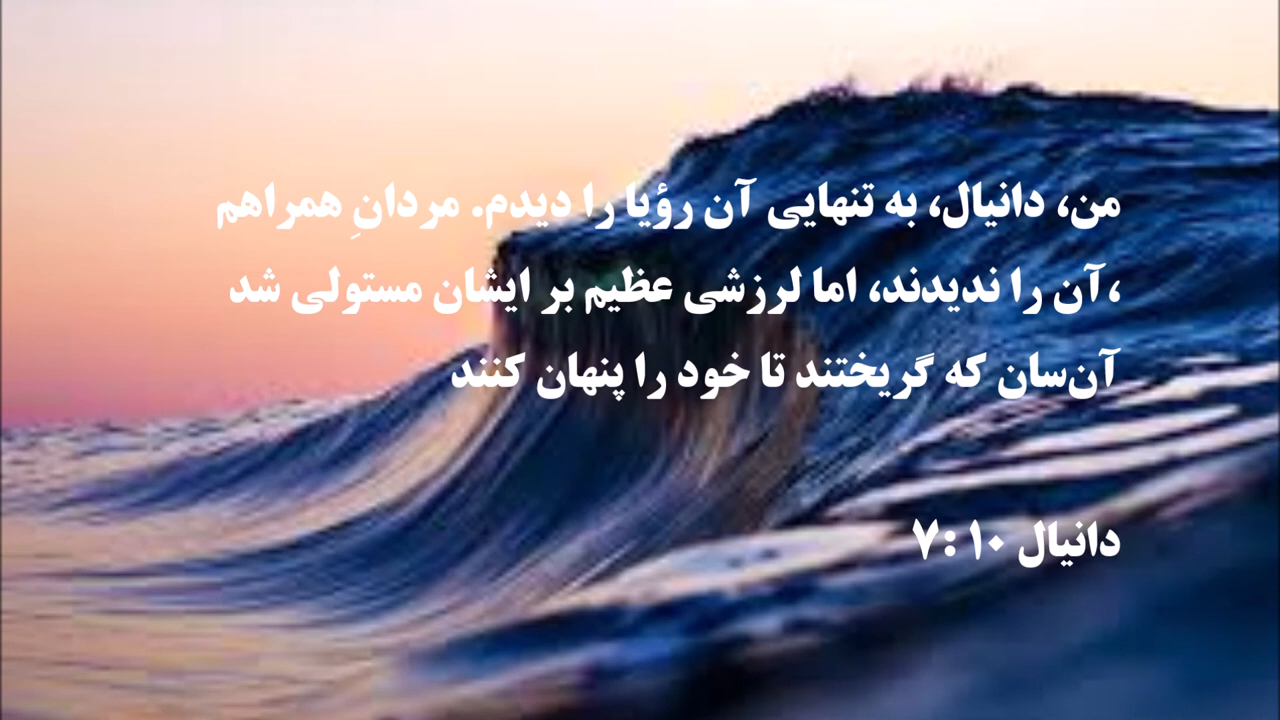 من، دانیال، به تنهایی آن رؤیا را دیدم. مردانِ همراهم
،آن را ندیدند، اما لرزشی عظیم بر ایشان مستولی شد
آن‌سان که گریختند تا خود را پنهان کنند
دانیال ۱۰ :۷